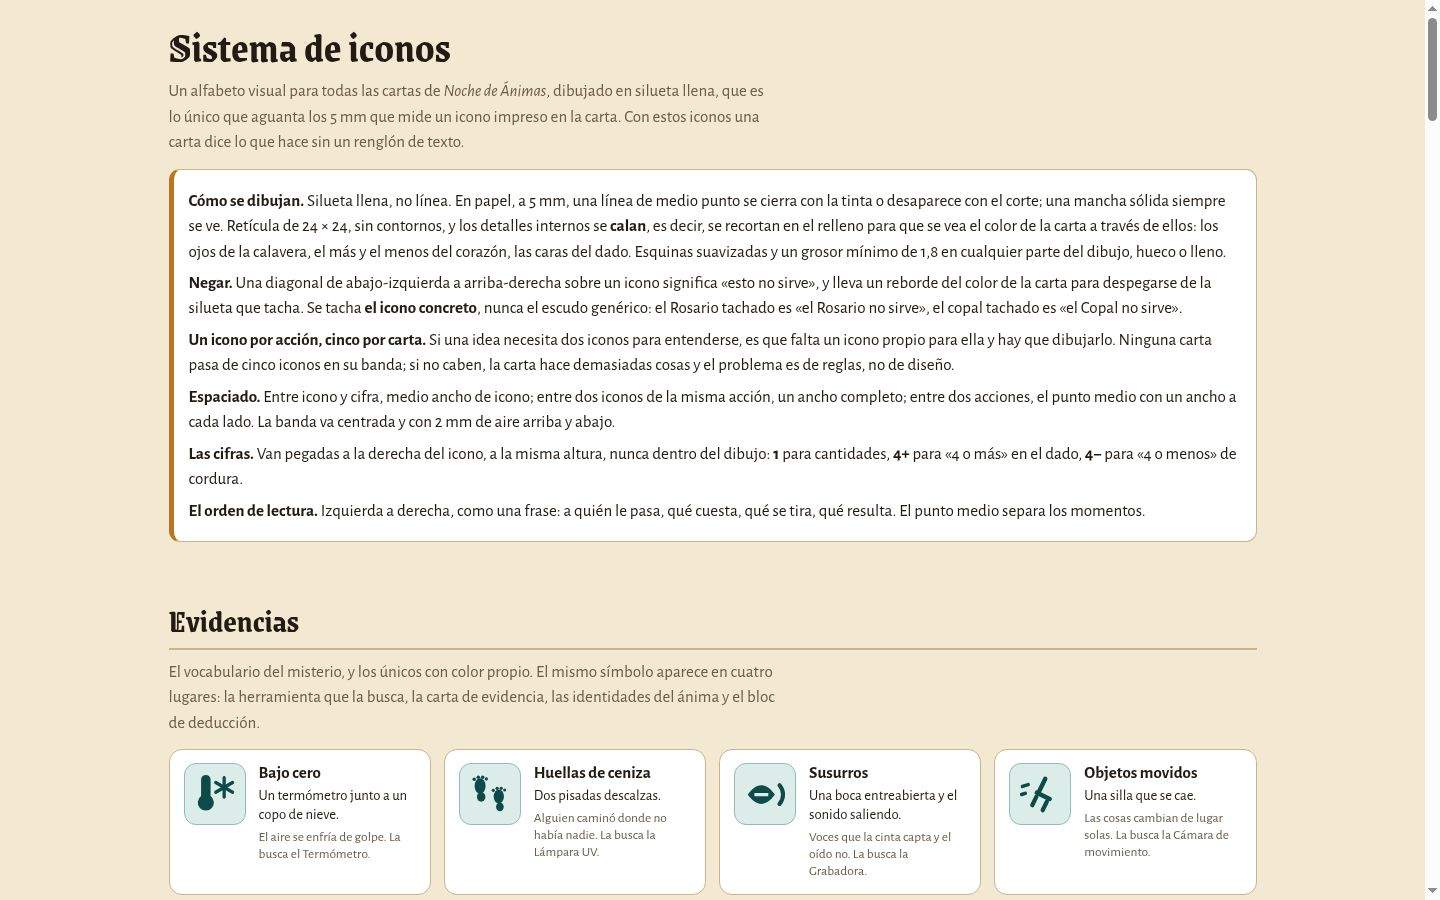 Sistema de iconos
Un alfabeto visual para todas las cartas de Noche de Ánimas, dibujado en silueta llena, que es
lo único que aguanta los 5 mm que mide un icono impreso en la carta. Con estos iconos una
carta dice lo que hace sin un renglón de texto.
Cómo se dibujan. Silueta llena, no línea. En papel, a 5 mm, una línea de medio punto se cierra con la tinta o desaparece con el corte; una mancha sólida siempre
se ve. Retícula de 24 × 24, sin contornos, y los detalles internos se calan, es decir, se recortan en el relleno para que se vea el color de la carta a través de ellos: los
ojos de la calavera, el más y el menos del corazón, las caras del dado. Esquinas suavizadas y un grosor mínimo de 1,8 en cualquier parte del dibujo, hueco o lleno.
Negar. Una diagonal de abajo-izquierda a arriba-derecha sobre un icono significa «esto no sirve», y lleva un reborde del color de la carta para despegarse de la
silueta que tacha. Se tacha el icono concreto, nunca el escudo genérico: el Rosario tachado es «el Rosario no sirve», el copal tachado es «el Copal no sirve».
Un icono por acción, cinco por carta. Si una idea necesita dos iconos para entenderse, es que falta un icono propio para ella y hay que dibujarlo. Ninguna carta
pasa de cinco iconos en su banda; si no caben, la carta hace demasiadas cosas y el problema es de reglas, no de diseño.
Espaciado. Entre icono y cifra, medio ancho de icono; entre dos iconos de la misma acción, un ancho completo; entre dos acciones, el punto medio con un ancho a
cada lado. La banda va centrada y con 2 mm de aire arriba y abajo.
Las cifras. Van pegadas a la derecha del icono, a la misma altura, nunca dentro del dibujo: 1 para cantidades, 4+ para «4 o más» en el dado, 4− para «4 o menos» de
cordura.
El orden de lectura. Izquierda a derecha, como una frase: a quién le pasa, qué cuesta, qué se tira, qué resulta. El punto medio separa los momentos.
Evidencias
El vocabulario del misterio, y los únicos con color propio. El mismo símbolo aparece en cuatro
lugares: la herramienta que la busca, la carta de evidencia, las identidades del ánima y el bloc
de deducción.
Bajo cero
Un termómetro junto a un
copo de nieve.
El aire se enfría de golpe. La
busca el Termómetro.
Huellas de ceniza
Dos pisadas descalzas.
Alguien caminó donde no
había nadie. La busca la
Lámpara UV.
Susurros
Una boca entreabierta y el
sonido saliendo.
Voces que la cinta capta y el
oído no. La busca la
Grabadora.
Objetos movidos
Una silla que se cae.
Las cosas cambian de lugar
solas. La busca la Cámara de
movimiento.